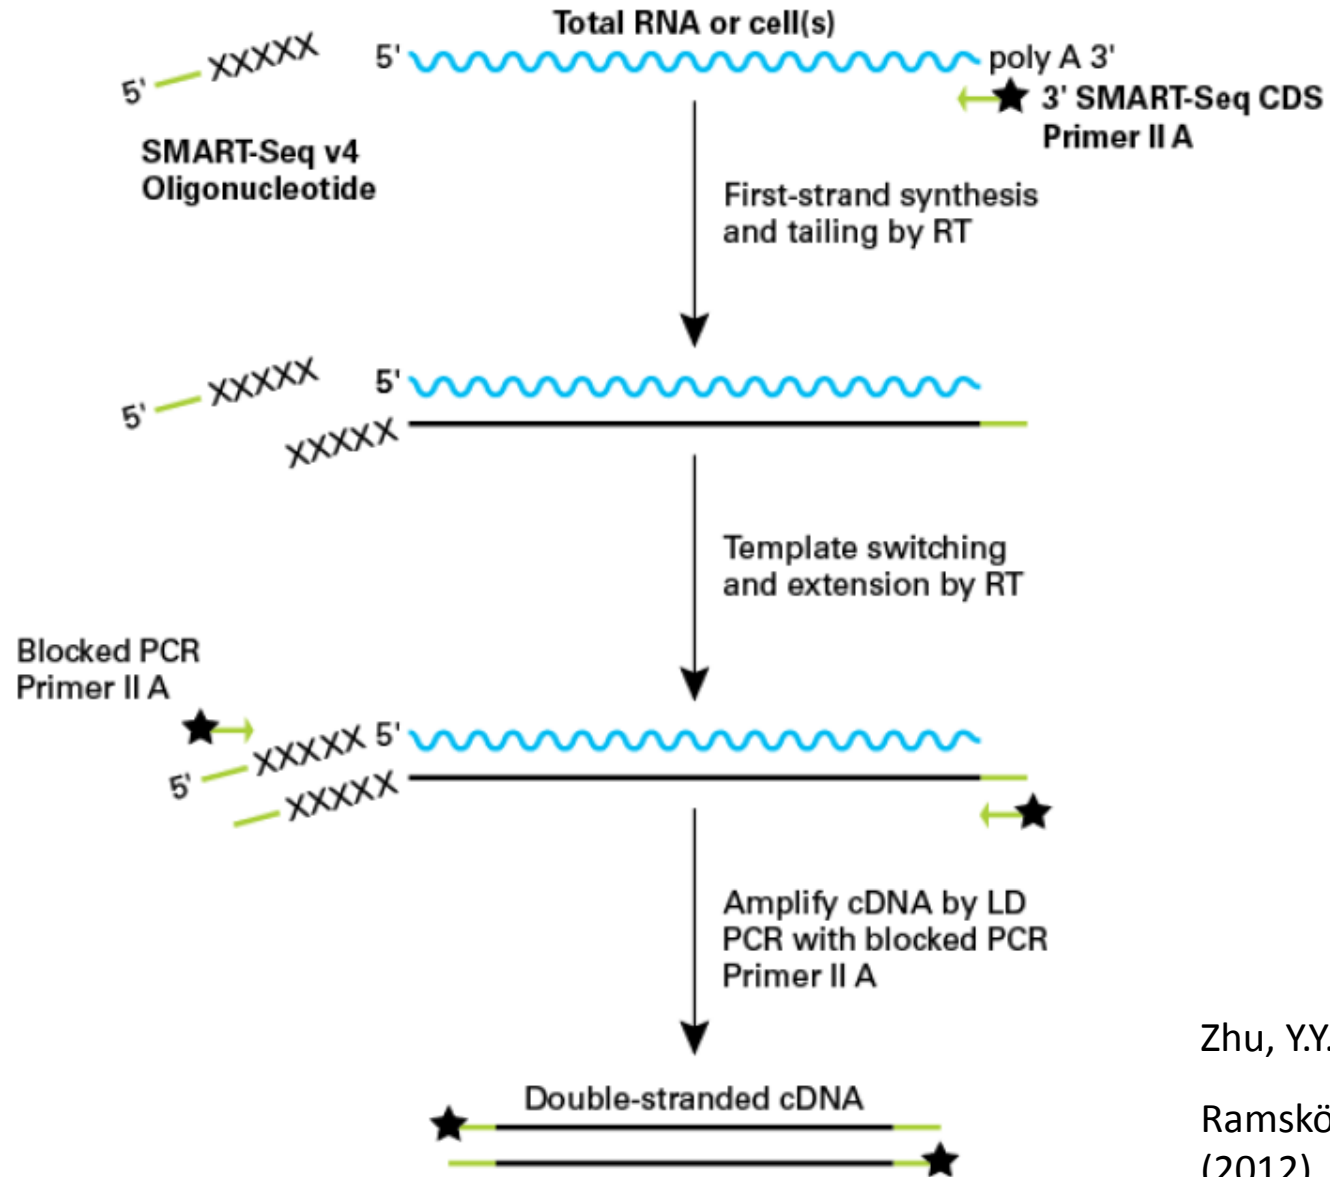 Total RNA or cell(s)
5' XXXXX
5'
poly A 3'
3' SMART-Seq CDS
Primer II A
SMART-Seq v4
Oligonucleotide
First-strand synthesis
and tailing by RT
5' XXXXX
5'
XXXXX
Template switching
and extension by RT
Blocked PCR
Primer II A
5' XXXXX 5'
XXXXX
Amplify cDNA by LD
PCR with blocked PCR
Primer II A
Double-stranded cDNA
Zhu, Y.Y.
Ramskö
(2012)